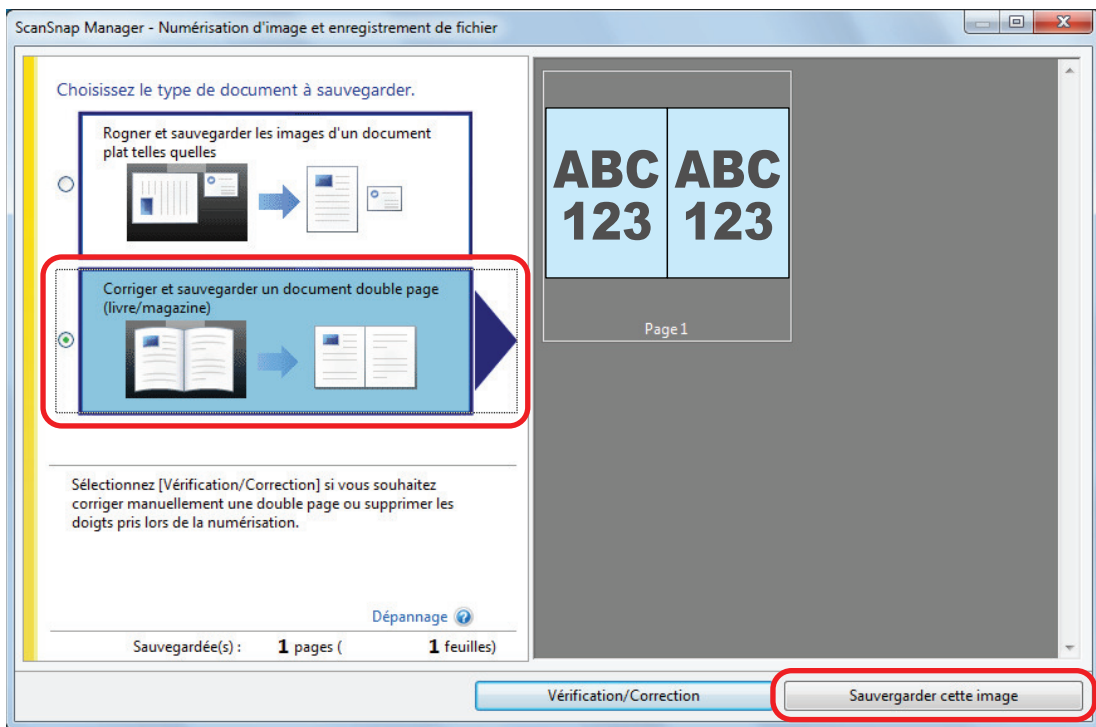 ScanSnap Manager - Numérisation d'image et enregistrement de fichier
Choisissez le type de document à sauvegarder.
Rogner et sauvegarder les images d'un document
plat telles quelles
Corriger et sauvegarder un document double page
(livre/magazine)
Sélectionnez [Vérification/Correction] si vous souhaitez
corriger manuellement une double page ou supprimer les
doigts pris lors de la numérisation.
Dépannage
Sauvegardée(s) : 1 pages ( 1 feuilles)
ABC ABC
123 123
Page 1
Vérification/Correction
Sauvergarder cette image